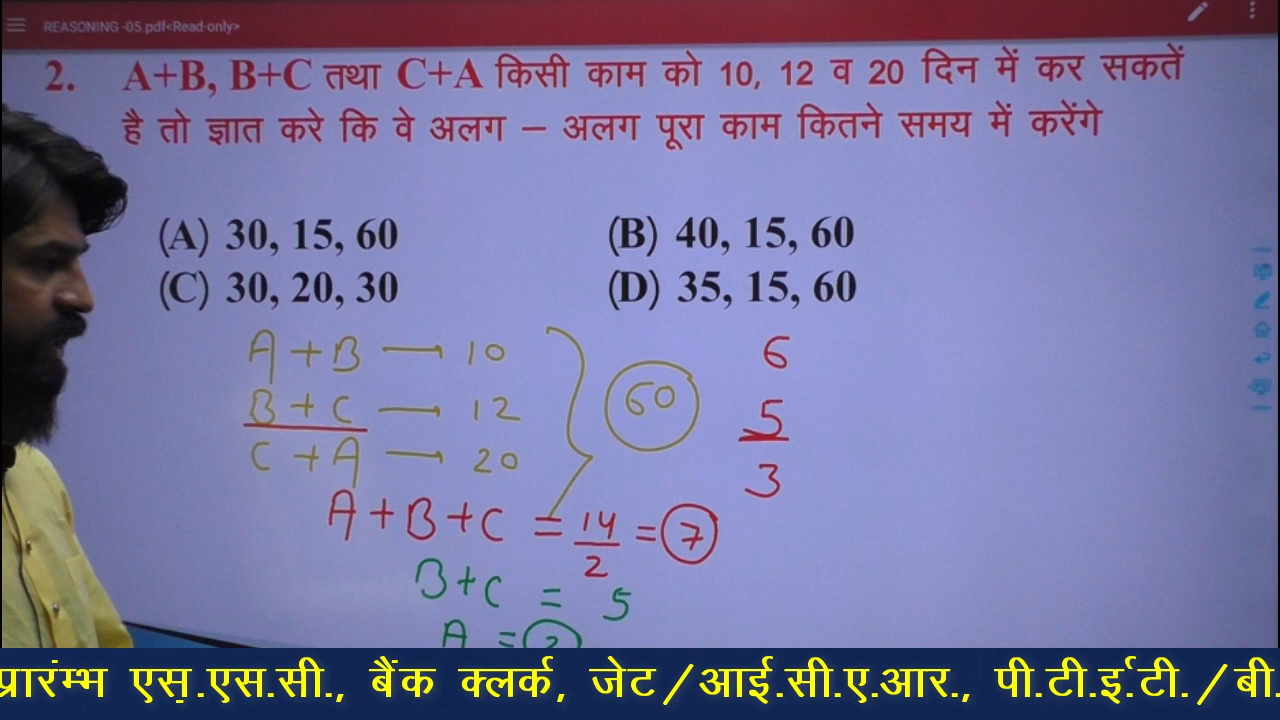 REASONING -05.pdf<Read-only>
2. A+B, B+C तथा C+A किसी काम को 10, 12 व 20 दिन में कर सकतें
है तो ज्ञात करे कि वे अलग – अलग पूरा काम कितने समय में करेंगे
(A) 30, 15, 60 (B) 40, 15, 60
(C) 30, 20, 30 (D) 35, 15, 60
A + B — 10 6
B + C — 12 60 5
C + A — 20 3
A + B + C = 14/2 = 7
B + C = 5
A =
प्रारंम्भ एस.एस.सी., बैंक क्लर्क, जेट/आई.सी.ए.आर., पी.टी.ई.टी./बी.